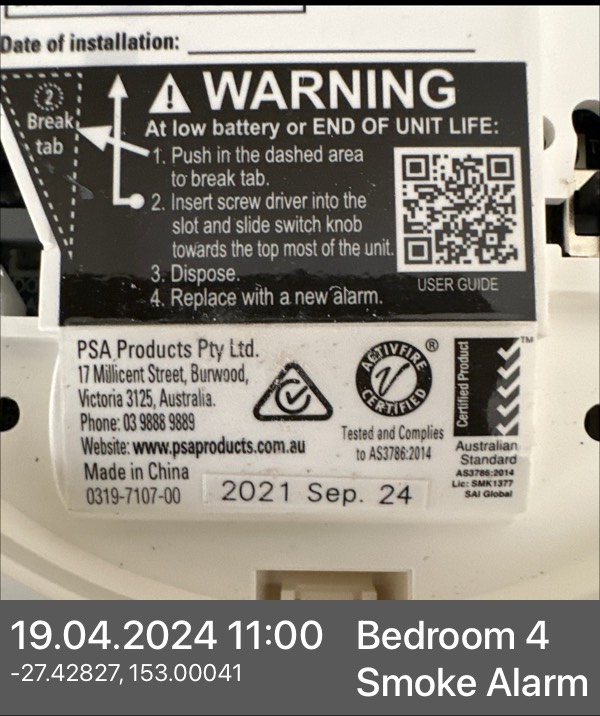 Date of installation:
② Break tab
⚠ WARNING
At low battery or END OF UNIT LIFE:
1. Push in the dashed area
to break tab.
2. Insert screw driver into the
slot and slide switch knob
towards the top most of the unit.
3. Dispose.
4. Replace with a new alarm.
USER GUIDE
PSA Products Pty Ltd.
17 Millicent Street, Burwood,
Victoria 3125, Australia.
Phone: 03 9888 9889
Website: www.psaproducts.com.au
Made in China
0319-7107-00
2021 Sep. 24
ACTIVFIRE ®
CERTIFIED
Tested and Complies
to AS3786:2014
Certified Product
TM
Australian
Standard
AS3786:2014
Lic: SMK1377
SAI Global
19.04.2024 11:00
-27.42827, 153.00041
Bedroom 4
Smoke Alarm